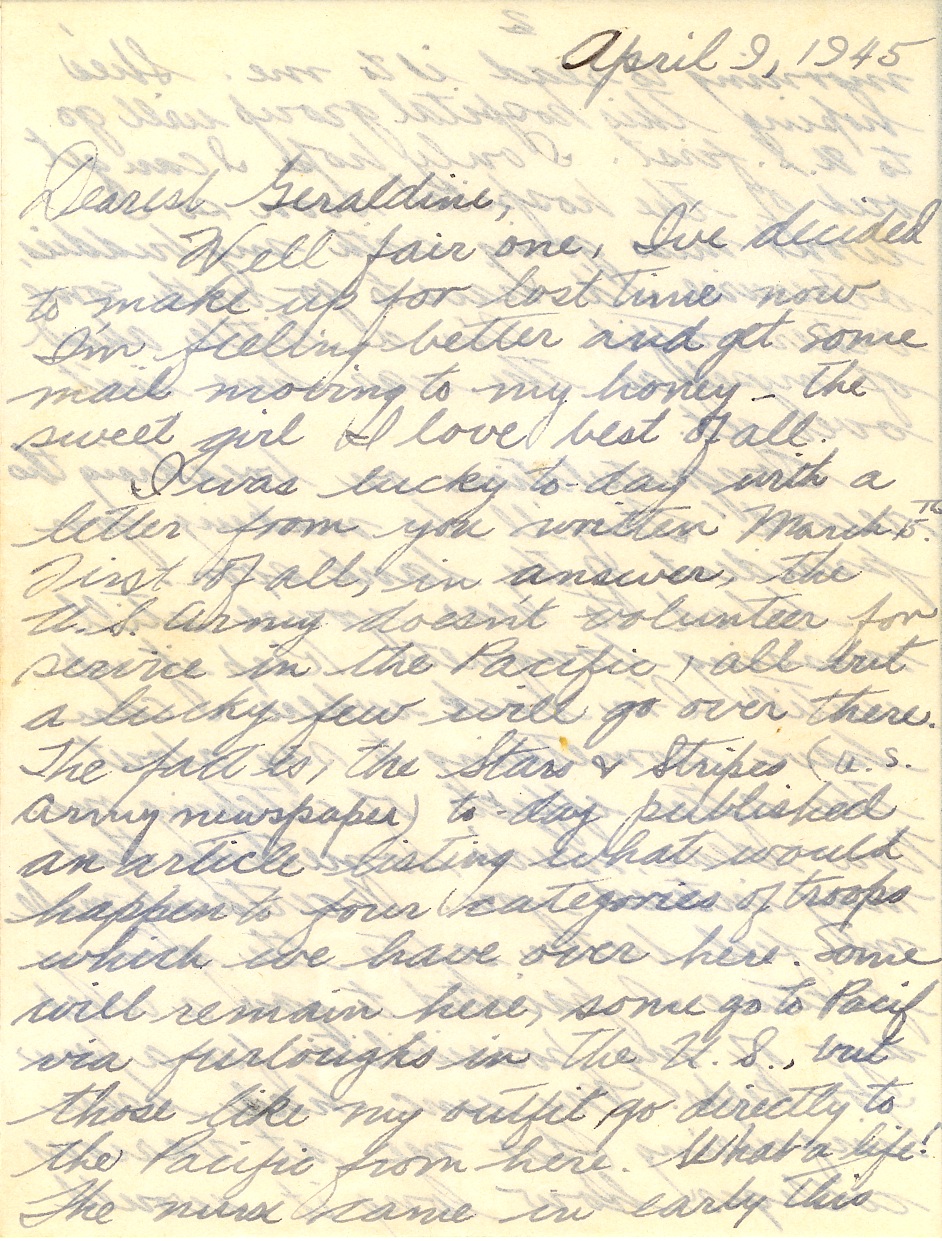 April 9, 1945
Dearest Geraldine,
Well fair one, I've decided
to make up for lost time now
I'm feeling better and get some
mail moving to my honey - the
sweet girl I love best of all.
I was lucky to-day with a
letter from you written March 15.TH
First of all, in answer, the
U.S. Army doesn't volunteer for
service in the Pacific, all but
a lucky few will go over there.
The fact is, the Stars & Stripes (U.S.
Army newspaper) to-day published
an article listing what would
happen to four categories of troops
which we have over here. Some
will remain here, some go to Pacif
via furloughs in the U.S., but
those like my outfit, go directly to
the Pacific from here. What a life!
The nurse came in early this